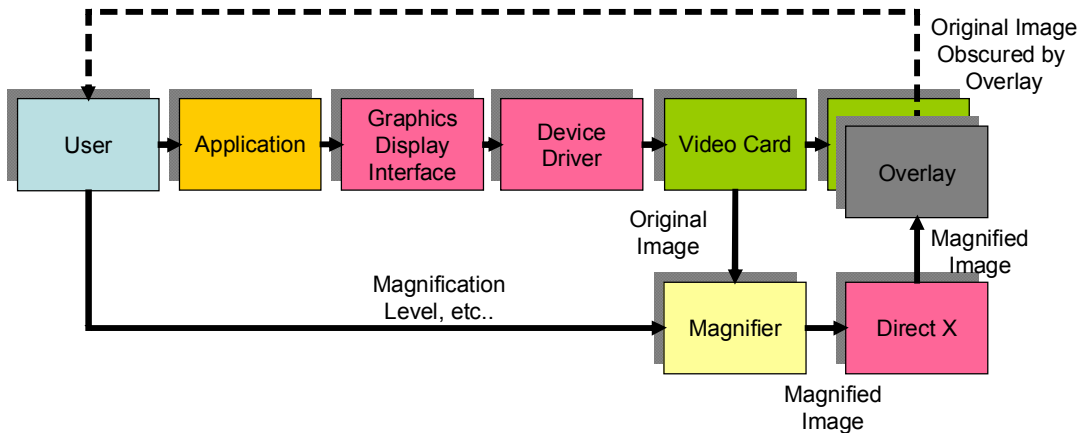 Original Image
Obscured by
Overlay
User
Application
Graphics
Display
Interface
Device
Driver
Video Card
Overlay
Original
Image
Magnified
Image
Magnification
Level, etc..
Magnifier
Direct X
Magnified
Image